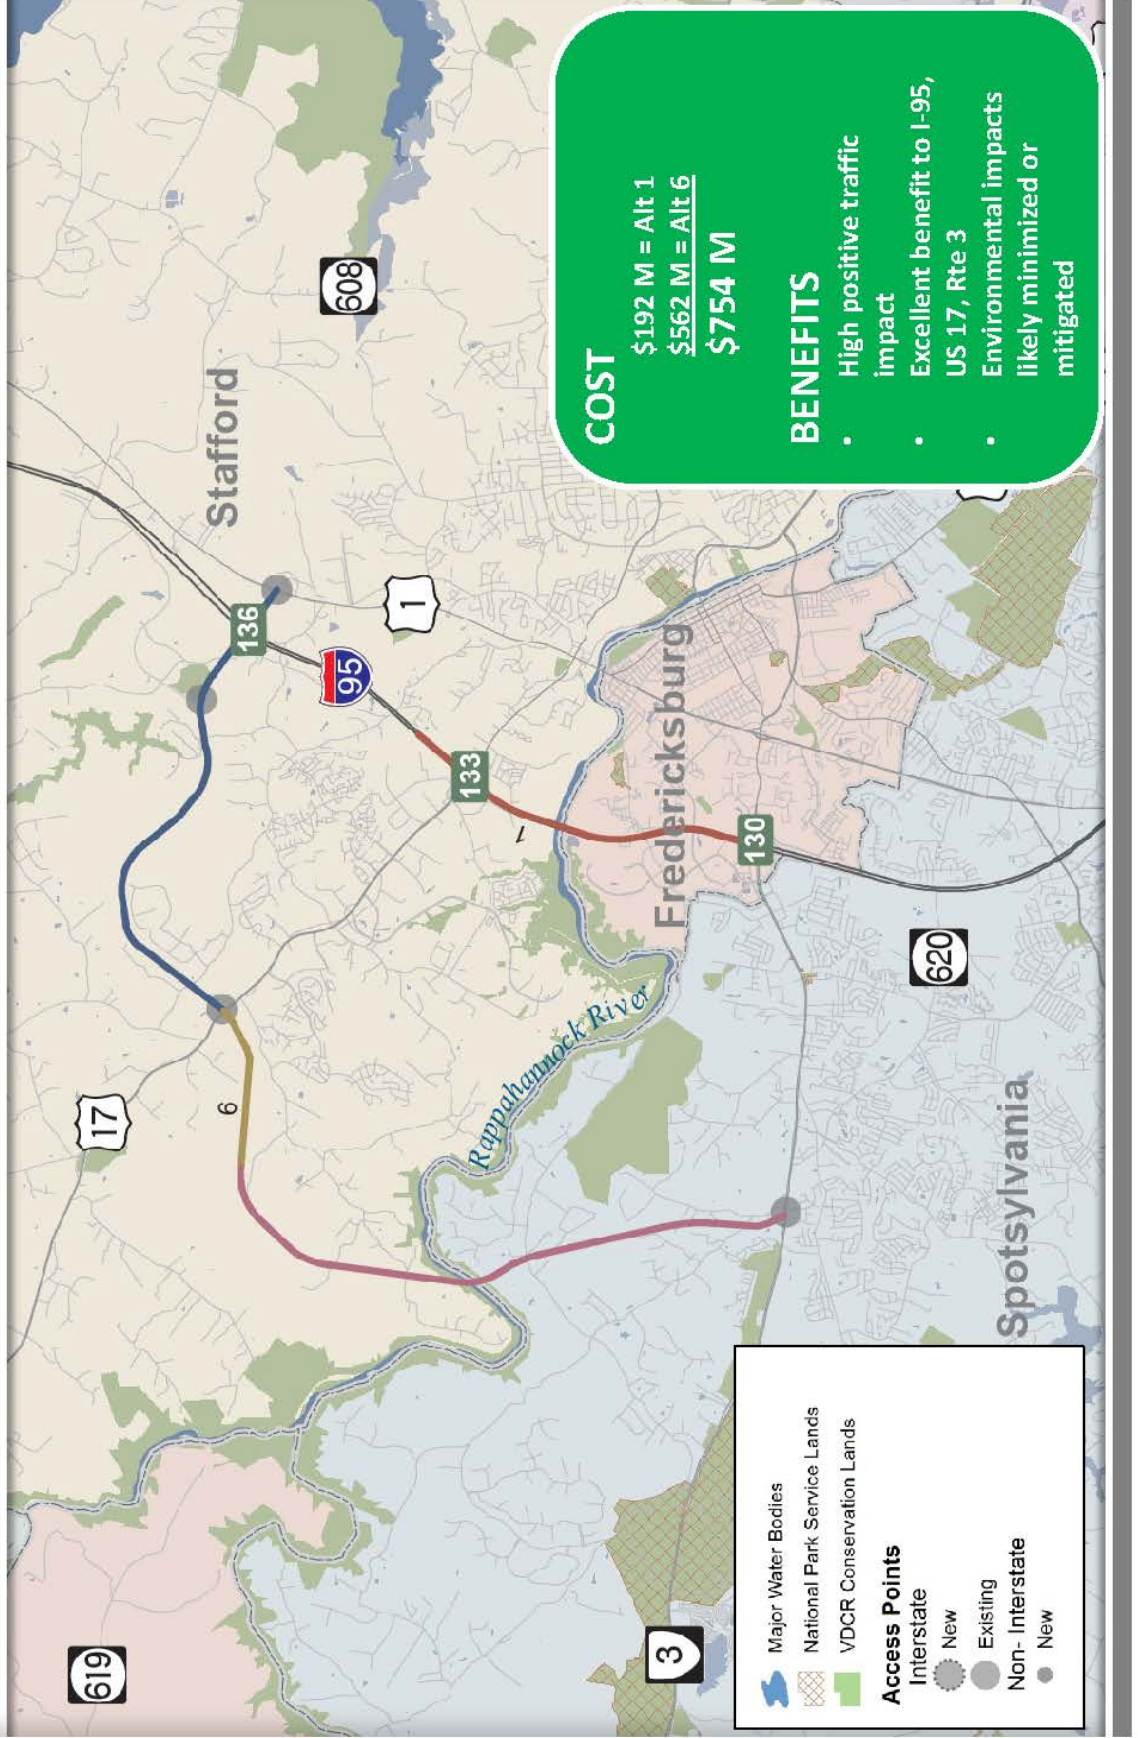 Stafford
608
136
1
95
133
1
Fredericksburg
130
17
6
Rappahannock River
620
Spotsylvania
619
3
COST
$192 M = Alt 1
$562 M = Alt 6
$754 M
BENEFITS
• High positive traffic
impact
• Excellent benefit to I-95,
US 17, Rte 3
• Environmental impacts
likely minimized or
mitigated
Major Water Bodies
National Park Service Lands
VDCR Conservation Lands
Access Points
Interstate
New
Existing
Non- Interstate
New